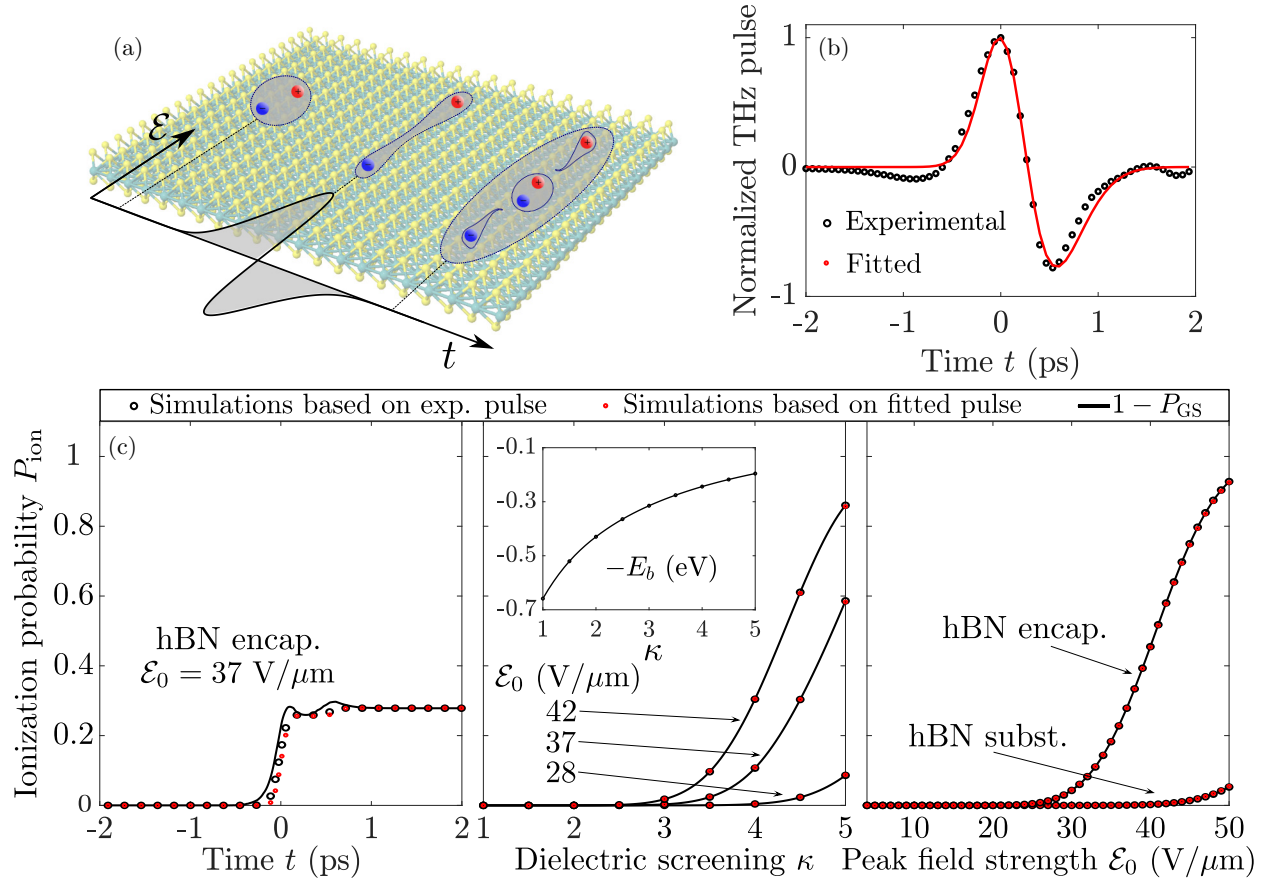 (a)
ℰ
t
(b)
Normalized THz pulse
1
0
-1
Experimental
Fitted
-2 -1 0 1 2
Time t (ps)
Simulations based on exp. pulse Simulations based on fitted pulse 1 − P_GS
(c)
Ionization probability P_ion
1
0.8
0.6
0.4
0.2
0
hBN encap.
ℰ₀ = 37 V/μm
-2 -1 0 1 2
Time t (ps)
-0.1
-0.3
-0.5
-0.7
−E_b (eV)
1 2 3 4 5
κ
ℰ₀ (V/μm)
42
37
28
1 2 3 4 5
Dielectric screening κ
hBN encap.
hBN subst.
10 20 30 40 50
Peak field strength ℰ₀ (V/μm)